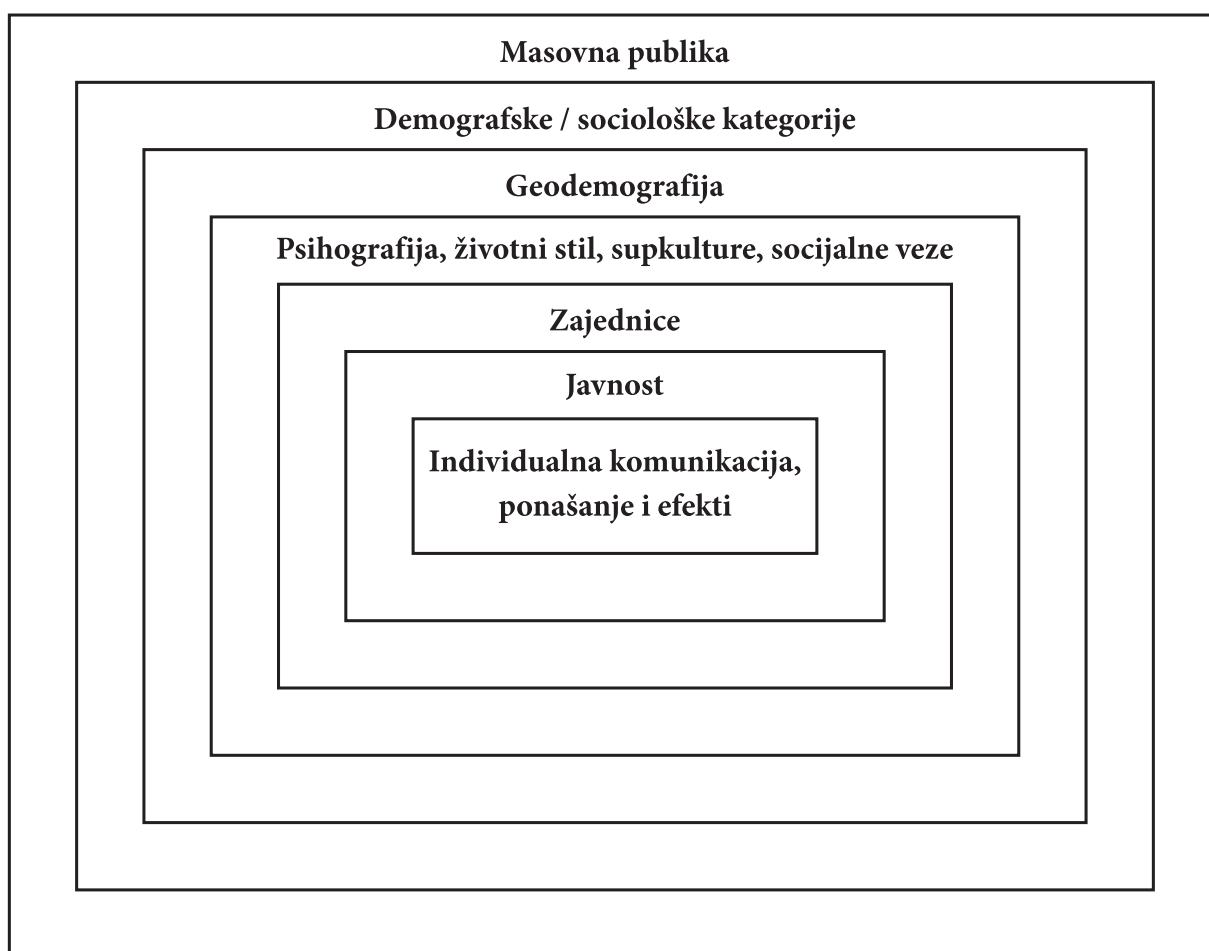 Masovna publika
Demografske / sociološke kategorije
Geodemografija
Psihografija, životni stil, supkulture, socijalne veze
Zajednice
Javnost
Individualna komunikacija,
ponašanje i efekti